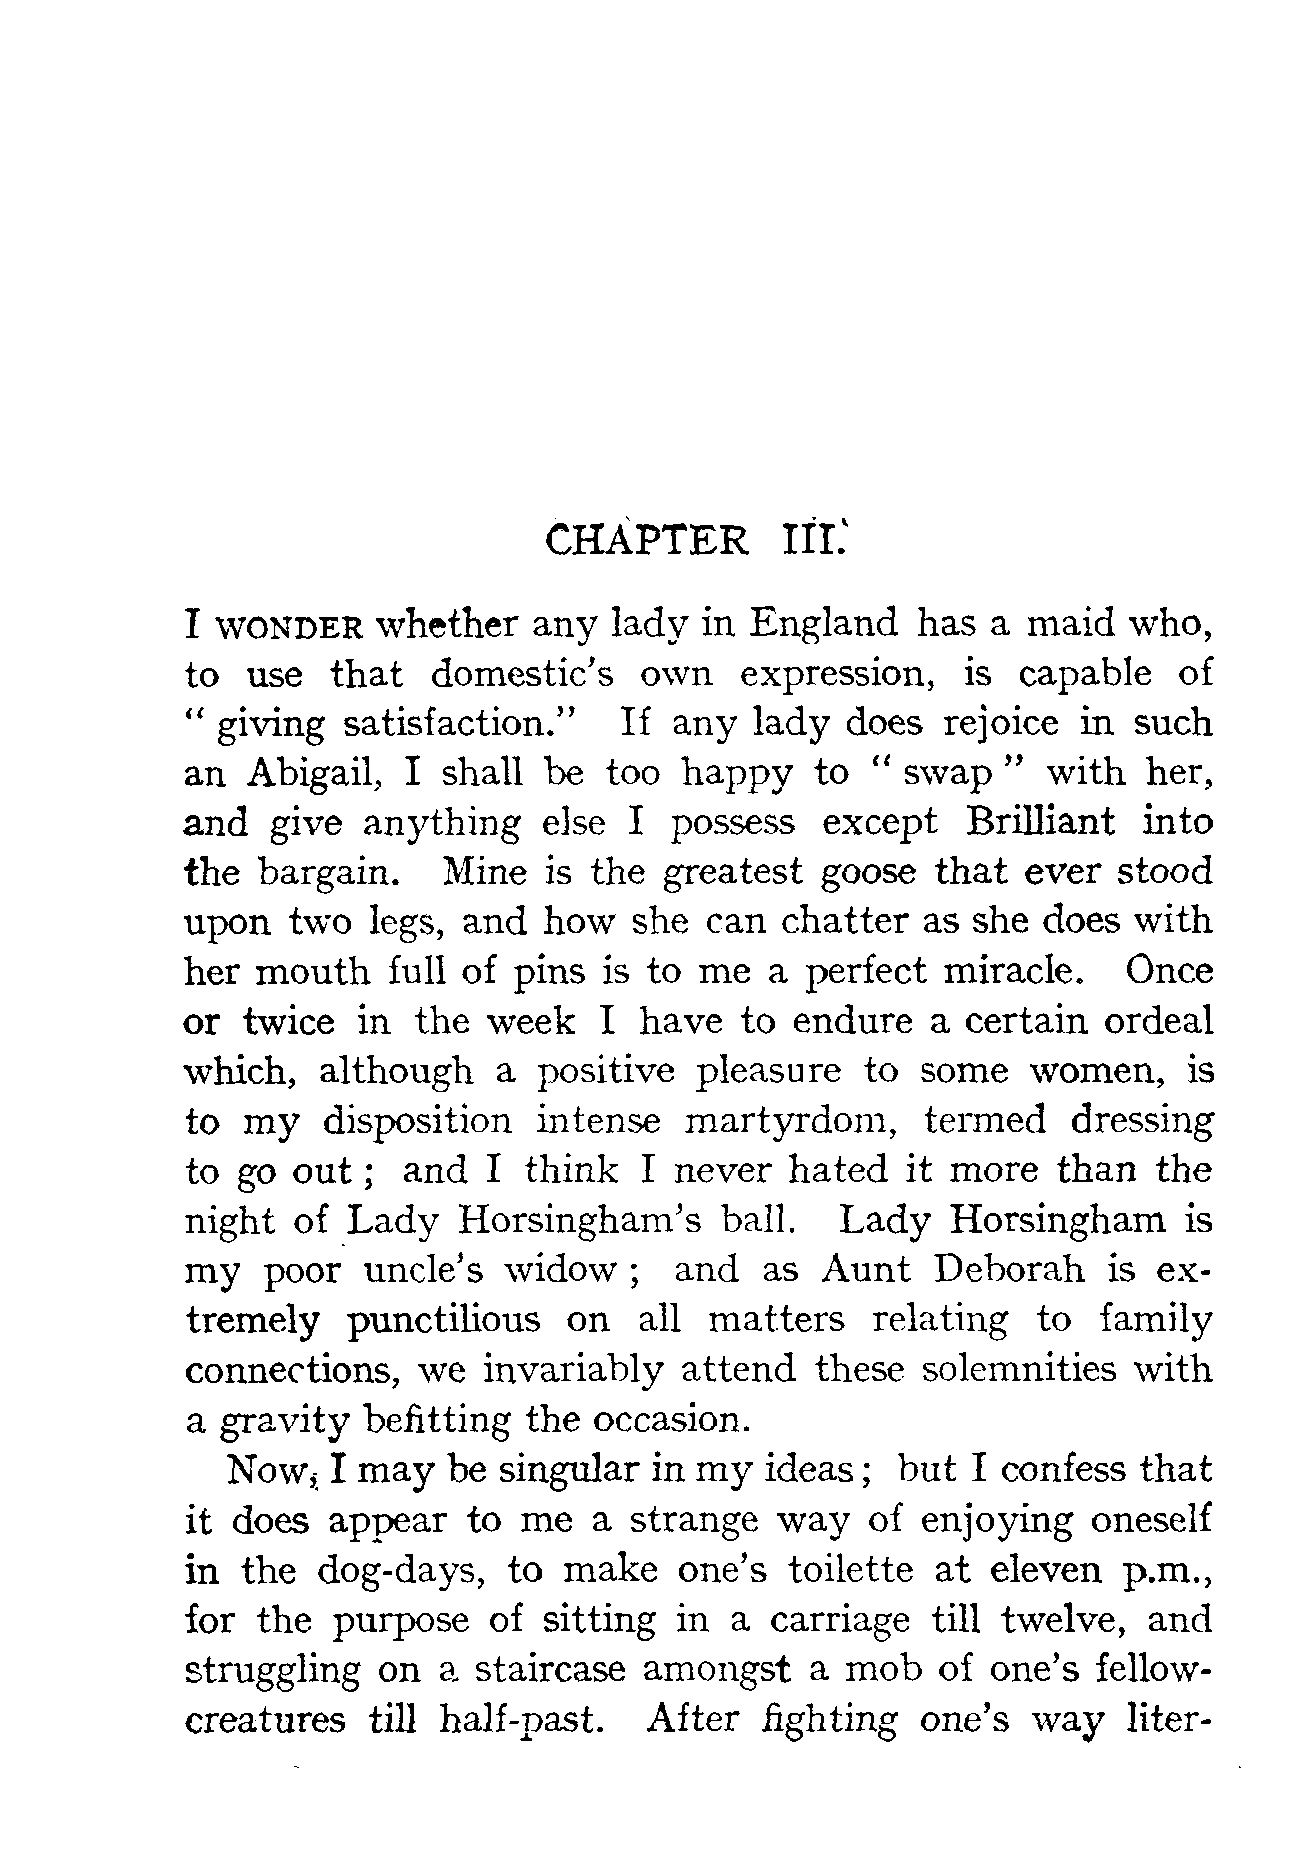 CHAPTER III.
I WONDER whether any lady in England has a maid who,
to use that domestic's own expression, is capable of
" giving satisfaction." If any lady does rejoice in such
an Abigail, I shall be too happy to " swap " with her,
and give anything else I possess except Brilliant into
the bargain. Mine is the greatest goose that ever stood
upon two legs, and how she can chatter as she does with
her mouth full of pins is to me a perfect miracle. Once
or twice in the week I have to endure a certain ordeal
which, although a positive pleasure to some women, is
to my disposition intense martyrdom, termed dressing
to go out ; and I think I never hated it more than the
night of Lady Horsingham's ball. Lady Horsingham is
my poor uncle's widow ; and as Aunt Deborah is ex-
tremely punctilious on all matters relating to family
connections, we invariably attend these solemnities with
a gravity befitting the occasion.
Now, I may be singular in my ideas ; but I confess that
it does appear to me a strange way of enjoying oneself
in the dog-days, to make one's toilette at eleven p.m.,
for the purpose of sitting in a carriage till twelve, and
struggling on a staircase amongst a mob of one's fellow-
creatures till half-past. After fighting one's way liter-